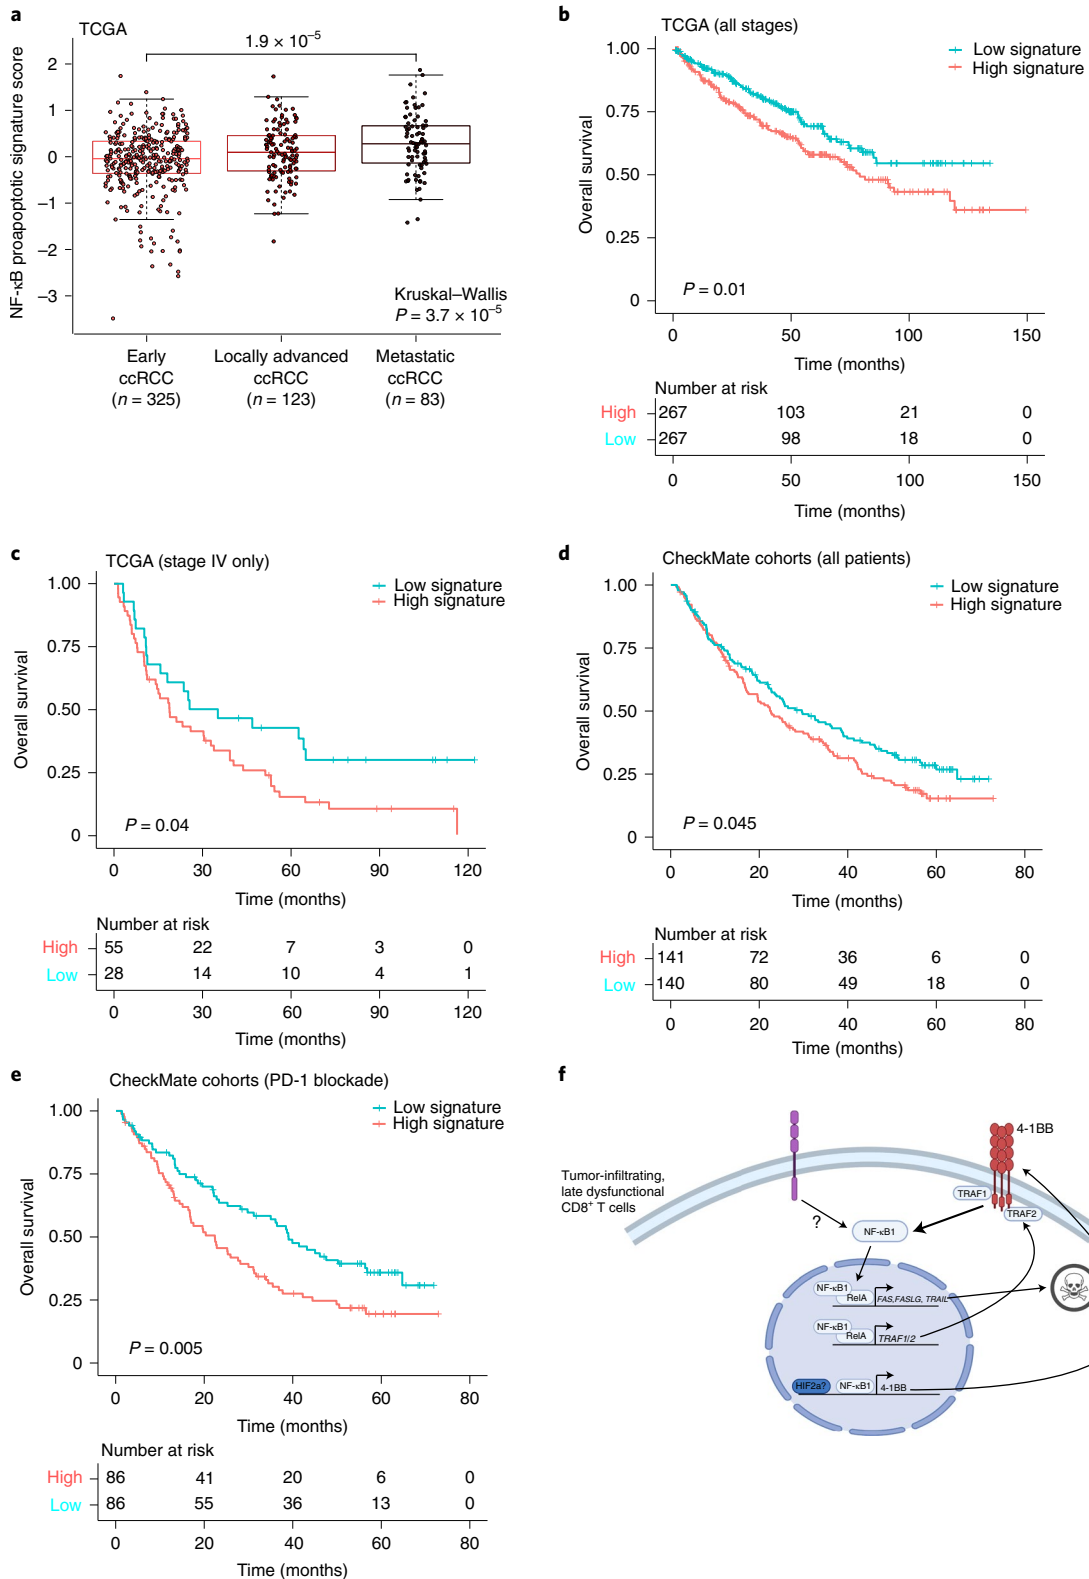 a
TCGA
1.9 × 10⁻⁵
NF-κB proapoptotic signature score
2
1
0
–1
–2
–3
Kruskal–Wallis
P = 3.7 × 10⁻⁵
Early
ccRCC
(n = 325)
Locally advanced
ccRCC
(n = 123)
Metastatic
ccRCC
(n = 83)
b
TCGA (all stages)
Low signature
High signature
Overall survival
1.00
0.75
0.50
0.25
0
P = 0.01
0 50 100 150
Time (months)
Number at risk
High 267 103 21 0
Low 267 98 18 0
0 50 100 150
Time (months)
c
TCGA (stage IV only)
Low signature
High signature
Overall survival
1.00
0.75
0.50
0.25
0
P = 0.04
0 30 60 90 120
Time (months)
Number at risk
High 55 22 7 3 0
Low 28 14 10 4 1
0 30 60 90 120
Time (months)
d
CheckMate cohorts (all patients)
Low signature
High signature
Overall survival
1.00
0.75
0.50
0.25
0
P = 0.045
0 20 40 60 80
Time (months)
Number at risk
High 141 72 36 6 0
Low 140 80 49 18 0
0 20 40 60 80
Time (months)
e
CheckMate cohorts (PD-1 blockade)
Low signature
High signature
Overall survival
1.00
0.75
0.50
0.25
0
P = 0.005
0 20 40 60 80
Time (months)
Number at risk
High 86 41 20 6 0
Low 86 55 36 13 0
0 20 40 60 80
Time (months)
f
4-1BB
Tumor-infiltrating,
late dysfunctional
CD8⁺ T cells
TRAF1
TRAF2
?
NF-κB1
NF-κB1
RelA
FAS,FASLG, TRAIL
NF-κB1
RelA
TRAF1/2
HIF2a?
NF-κB1
4-1BB